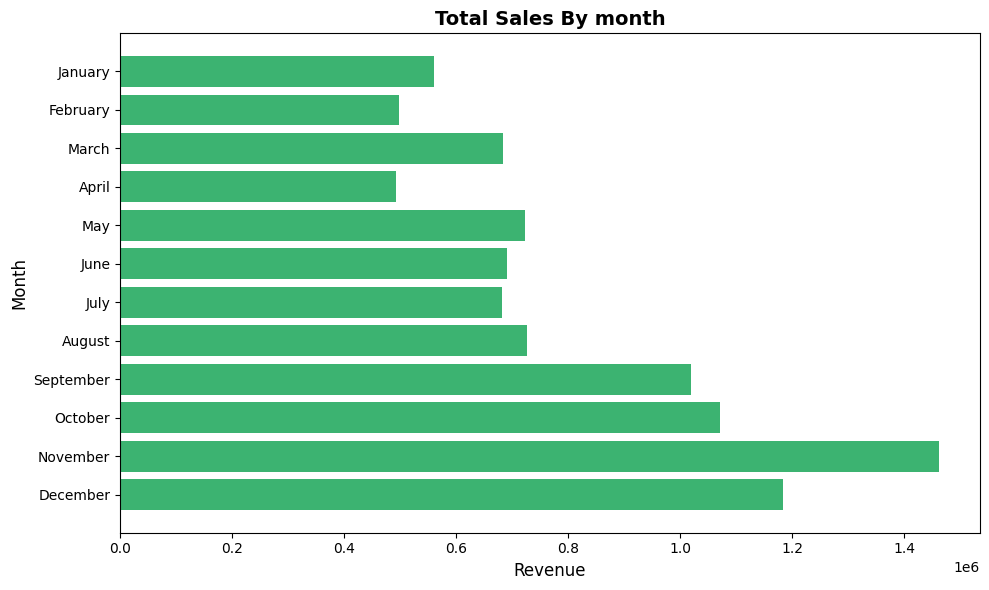 Total Sales By month
Month
January
February
March
April
May
June
July
August
September
October
November
December
0.0 0.2 0.4 0.6 0.8 1.0 1.2 1.4
1e6
Revenue